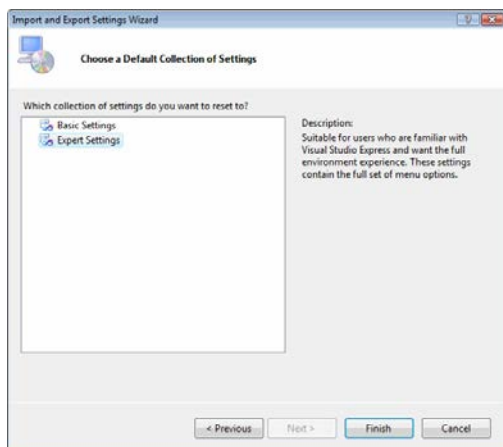 Import and Export Settings Wizard
Choose a Default Collection of Settings
Which collection of settings do you want to reset to?
Basic Settings
Expert Settings
Description:
Suitable for users who are familiar with
Visual Studio Express and want the full
environment experience. These settings
contain the full set of menu options.
< Previous
Next >
Finish
Cancel